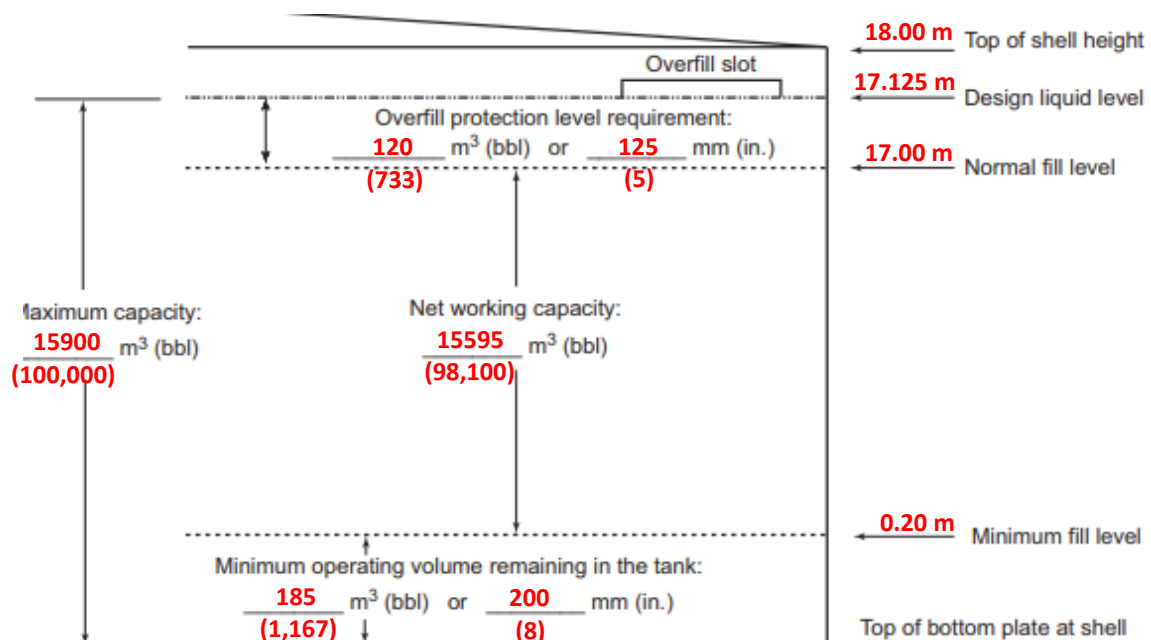 18.00 m Top of shell height
Overfill slot
17.125 m Design liquid level
Overfill protection level requirement:
120 m³ (bbl) or 125 mm (in.)
(733) (5)
17.00 m Normal fill level
Maximum capacity:
15900 m³ (bbl)
(100,000)
Net working capacity:
15595 m³ (bbl)
(98,100)
0.20 m Minimum fill level
Minimum operating volume remaining in the tank:
185 m³ (bbl) or 200 mm (in.)
(1,167) (8)
Top of bottom plate at shell